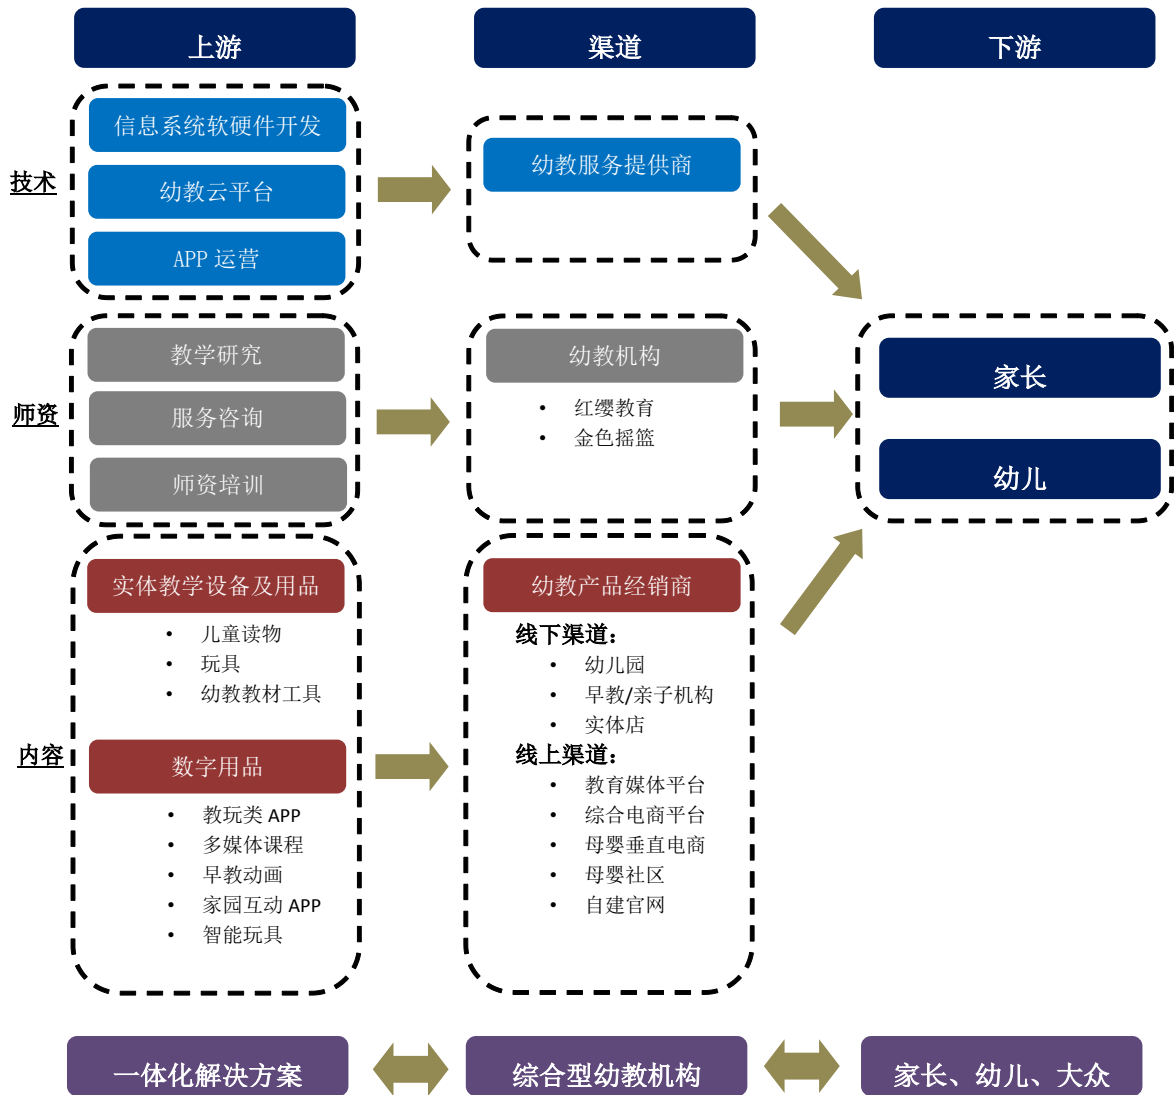 上游
渠道
下游
技术
信息系统软硬件开发
幼教云平台
APP 运营
幼教服务提供商
师资
教学研究
服务咨询
师资培训
幼教机构
• 红缨教育
• 金色摇篮
家长
幼儿
内容
实体教学设备及用品
• 儿童读物
• 玩具
• 幼教教材工具
数字用品
• 教玩类 APP
• 多媒体课程
• 早教动画
• 家园互动 APP
• 智能玩具
幼教产品经销商
线下渠道：
• 幼儿园
• 早教/亲子机构
• 实体店
线上渠道：
• 教育媒体平台
• 综合电商平台
• 母婴垂直电商
• 母婴社区
• 自建官网
一体化解决方案
综合型幼教机构
家长、幼儿、大众